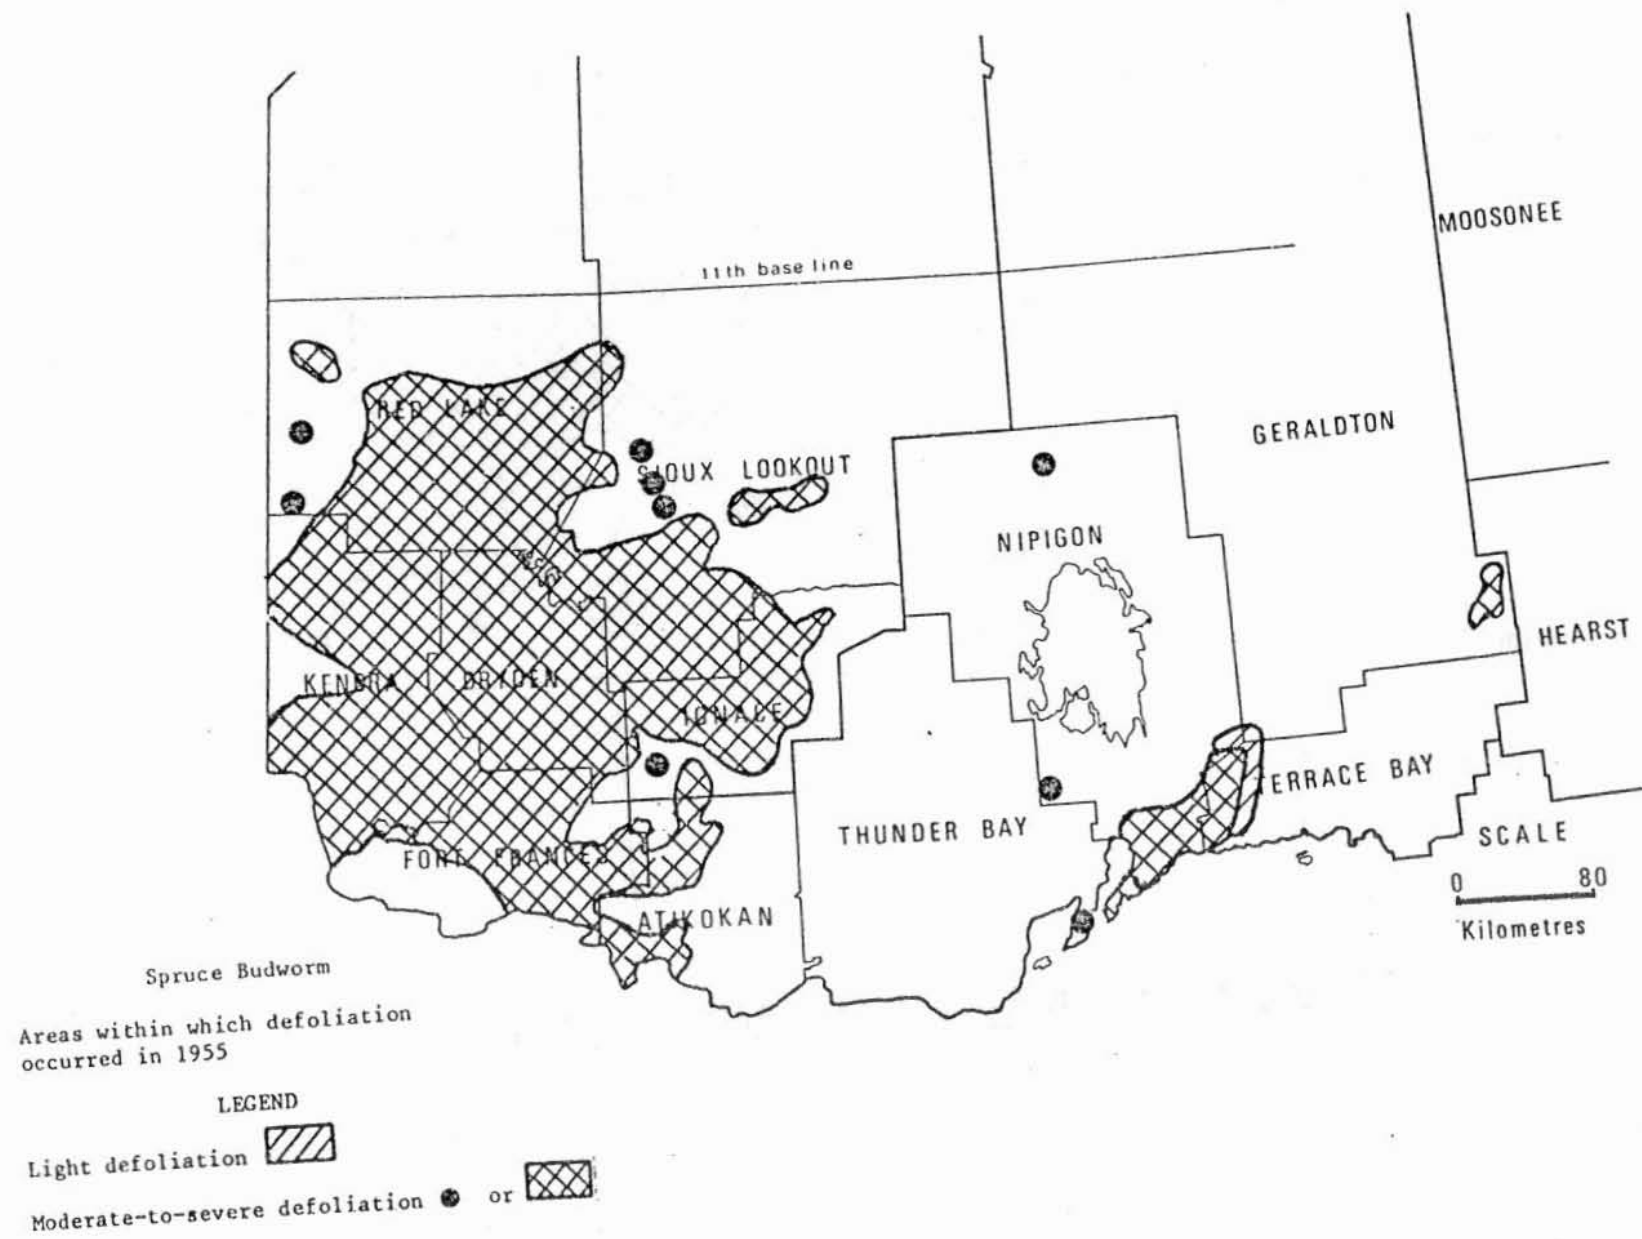 MOOSONEE
11th base line
RED LAKE
GERALDTON
SIOUX LOOKOUT
NIPIGON
HEARST
KENORA
DRYDEN
IGNACE
TERRACE BAY
THUNDER BAY
SCALE
FORT FRANCES
0 80
ATIKOKAN
Kilometres
Spruce Budworm
Areas within which defoliation
occurred in 1955
LEGEND
Light defoliation
Moderate-to-severe defoliation or